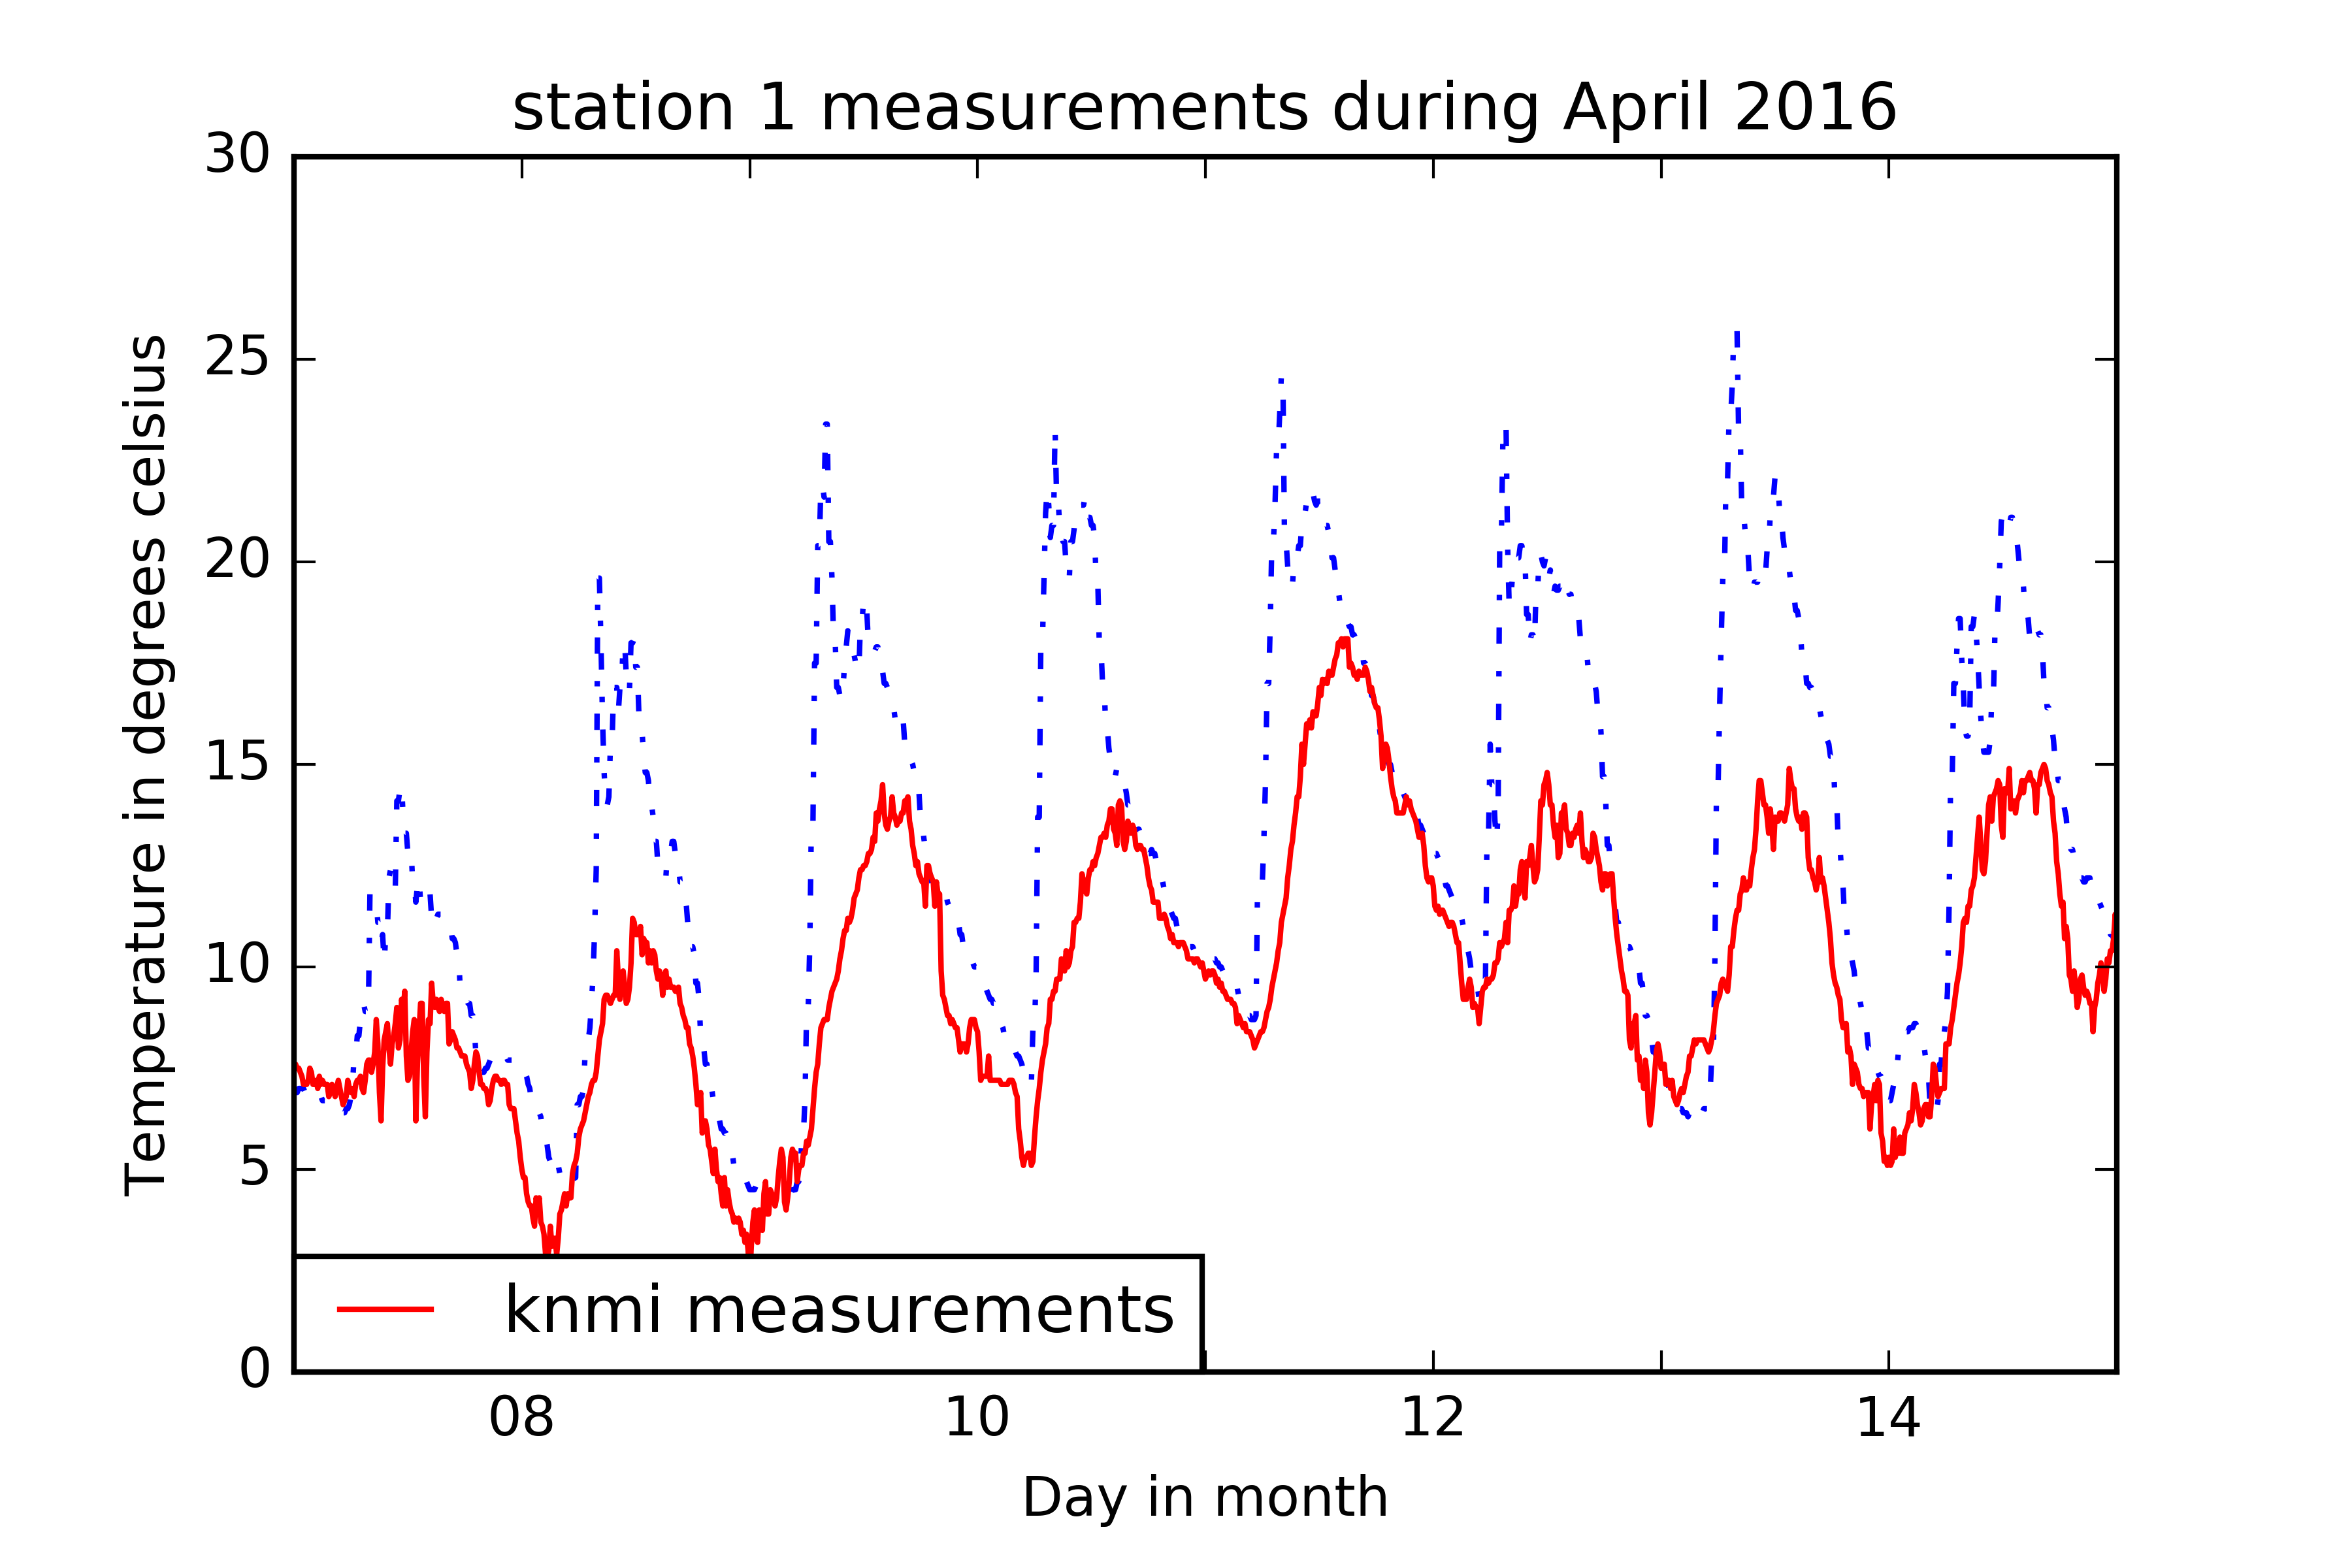 station 1 measurements during April 2016
30
25
20
15
10
5
0
Temperature in degrees celsius
knmi measurements
08 10 12 14
Day in month